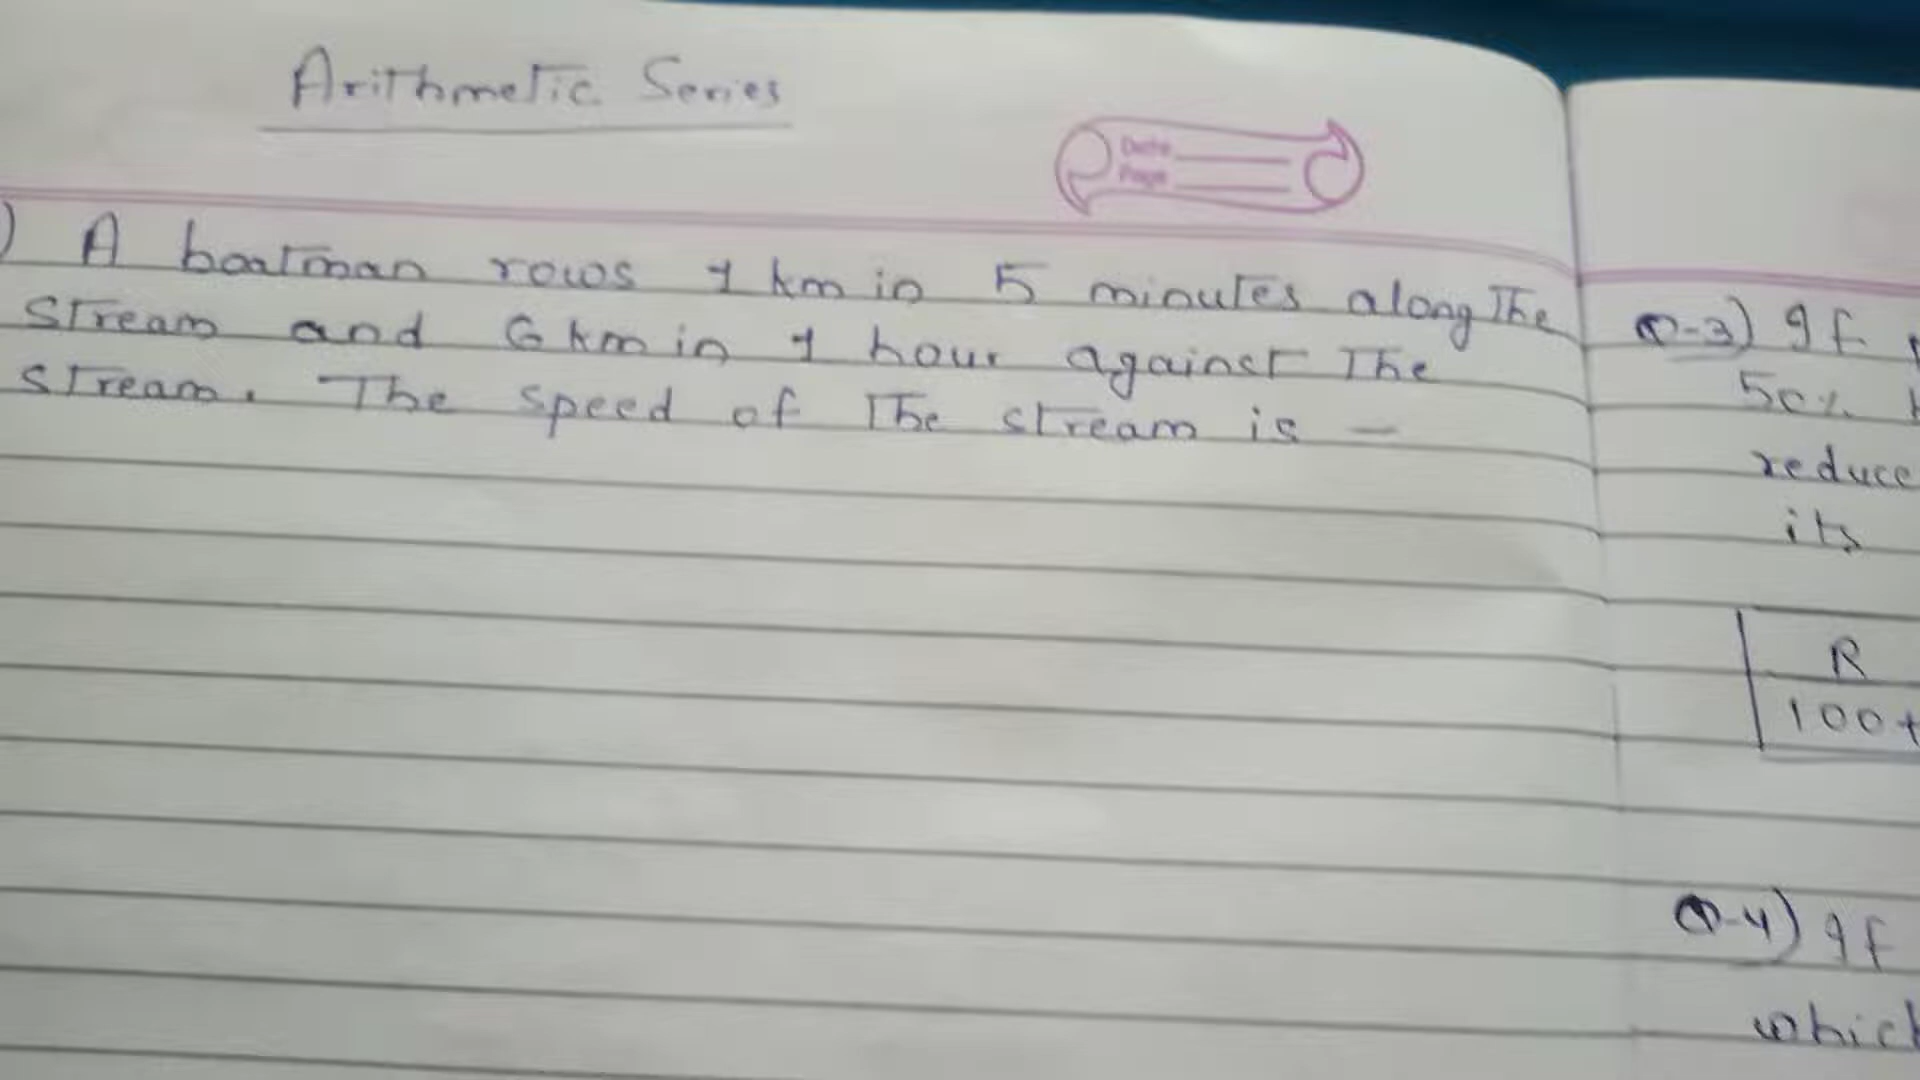 Arithmetic Series
Date
Page
) A boatman rows 1 km in 5 minutes along The
stream and 6 km in 1 hour against The
stream. The speed of The stream is –
Q-3) If
50%
reduce
its
R
100+
Q-4) If
which